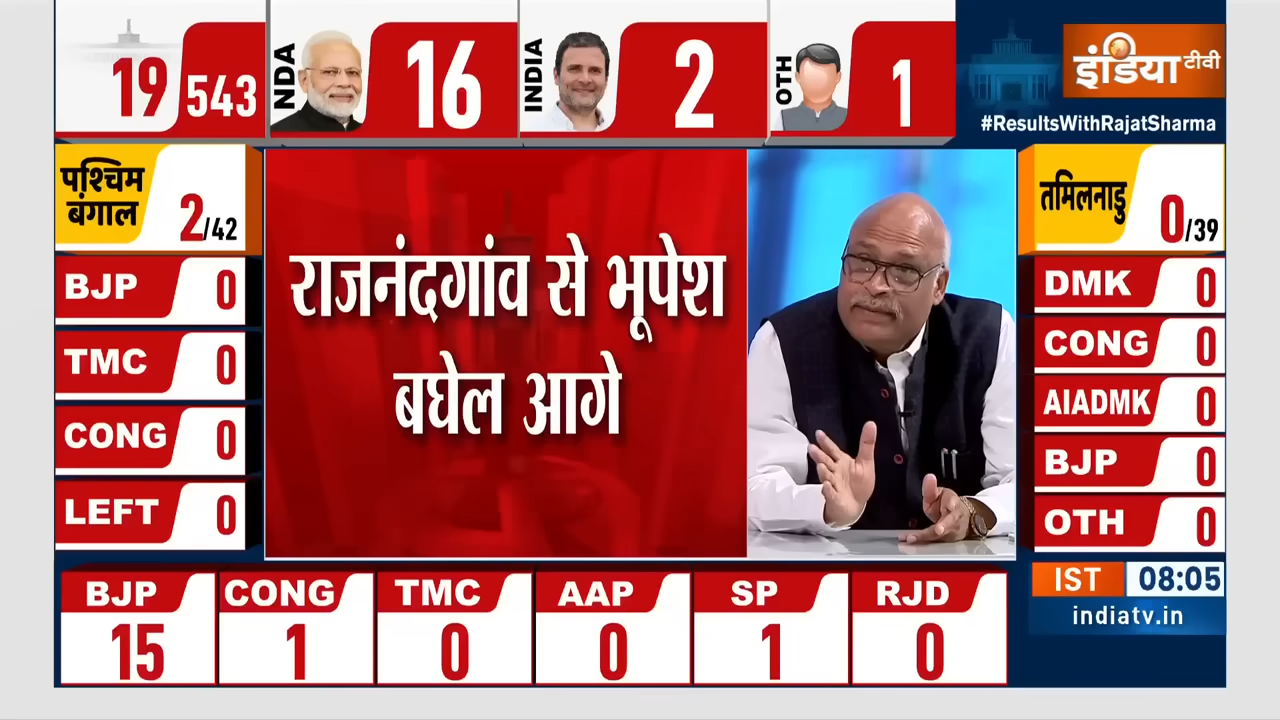 19 543
NDA 16
INDIA 2
OTH 1
इंडिया टीवी
#ResultsWithRajatSharma
पश्चिम
बंगाल 2/42
BJP 0
TMC 0
CONG 0
LEFT 0
राजनंदगांव से भूपेश
बघेल आगे
तमिलनाडु 0/39
DMK 0
CONG 0
AIADMK 0
BJP 0
OTH 0
IST 08:05
indiatv.in
BJP CONG TMC AAP SP RJD
15 1 0 0 1 0